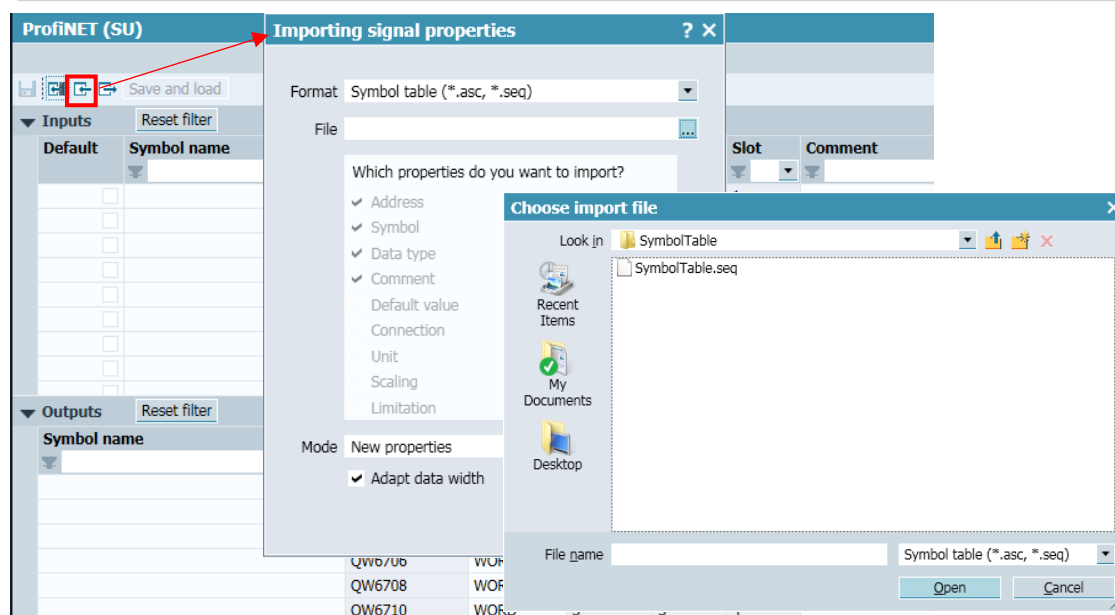 ProfiNET (SU)
Save and load
Inputs
Reset filter
Default
Symbol name
Slot
Comment
Importing signal properties
? ×
Format
Symbol table (*.asc, *.seq)
File
...
Which properties do you want to import?
Address
Symbol
Data type
Comment
Default value
Connection
Unit
Scaling
Limitation
Mode
New properties
Adapt data width
Choose import file
Look in
SymbolTable
SymbolTable.seq
Recent
Items
My
Documents
Desktop
File name
Symbol table (*.asc, *.seq)
Open
Cancel
Outputs
Reset filter
Symbol name
QW6706
QW6708
QW6710